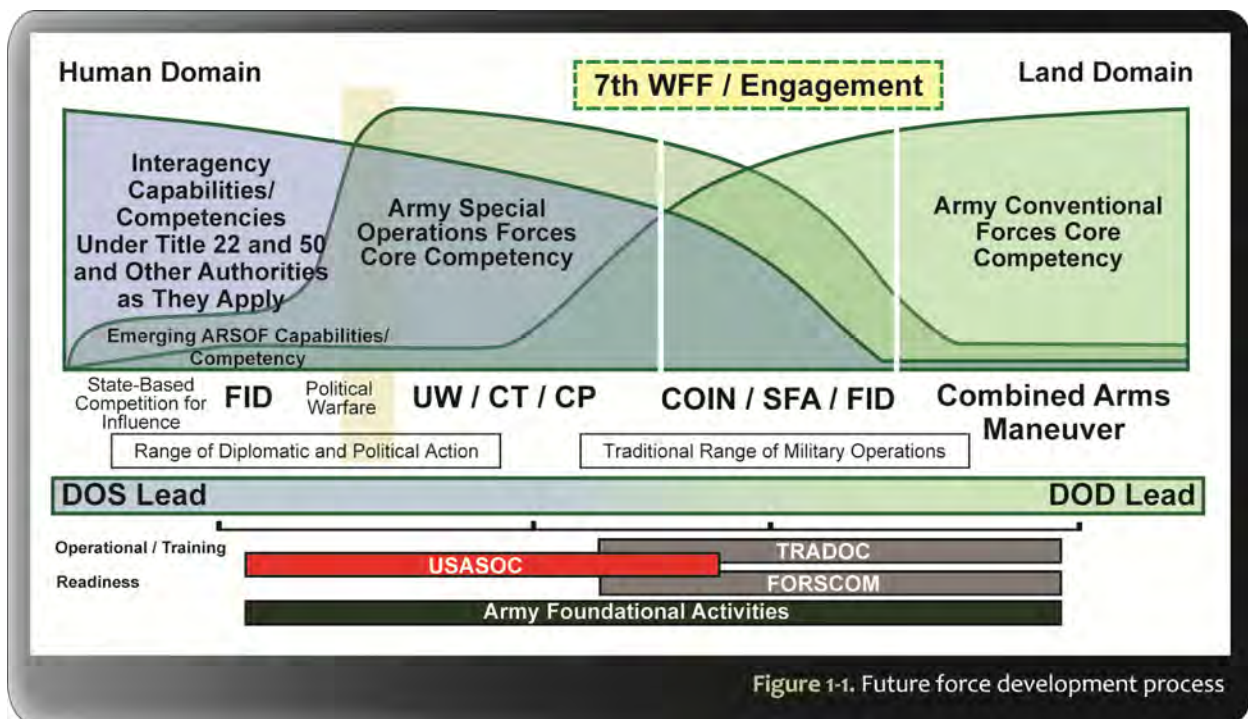 Human Domain
7th WFF / Engagement
Land Domain
Interagency
Capabilities/
Competencies
Under Title 22 and 50
and Other Authorities
as They Apply
Army Special
Operations Forces
Core Competency
Army Conventional
Forces Core
Competency
Emerging ARSOF Capabilities/
Competency
State-Based
Competition for
Influence
FID
Political
Warfare
UW / CT / CP
COIN / SFA / FID
Combined Arms
Maneuver
Range of Diplomatic and Political Action
Traditional Range of Military Operations
DOS Lead
DOD Lead
Operational / Training
TRADOC
USASOC
Readiness
FORSCOM
Army Foundational Activities
Figure 1-1. Future force development process